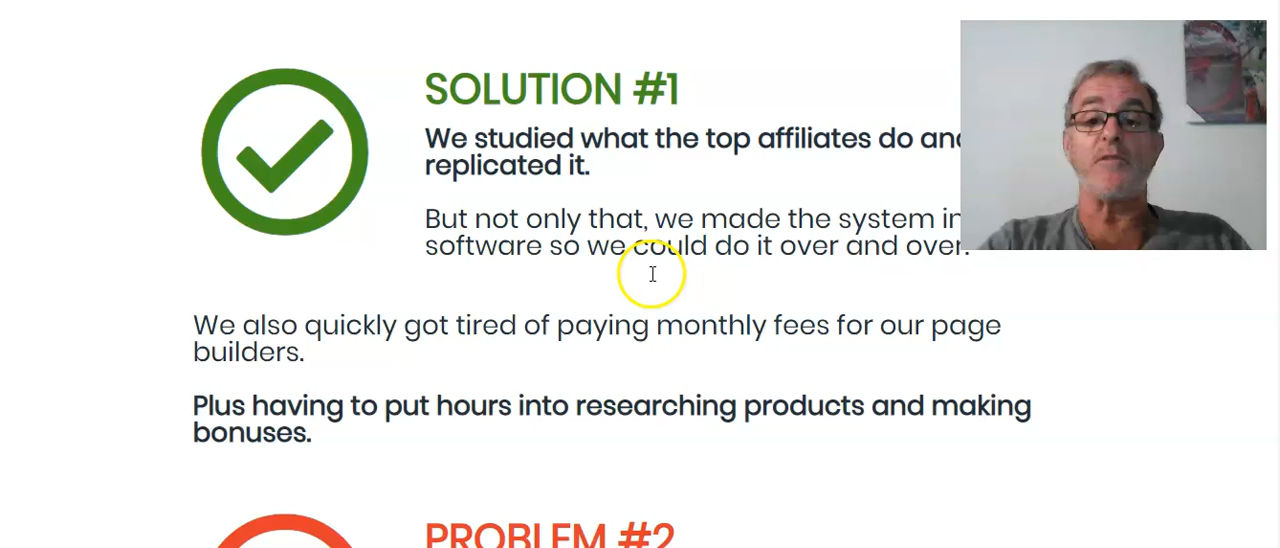 SOLUTION #1
We studied what the top affiliates do
replicated it.
But not only that, we made the system
software so we could do it over and over.
We also quickly got tired of paying monthly fees for our page
builders.
Plus having to put hours into researching products and making
bonuses.
PROBLEM #2